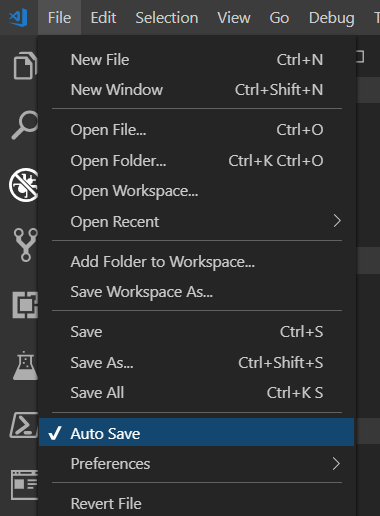 File Edit Selection View Go Debug
New File Ctrl+N
New Window Ctrl+Shift+N
Open File... Ctrl+O
Open Folder... Ctrl+K Ctrl+O
Open Workspace...
Open Recent
Add Folder to Workspace...
Save Workspace As...
Save Ctrl+S
Save As... Ctrl+Shift+S
Save All Ctrl+K S
Auto Save
Preferences
Revert File